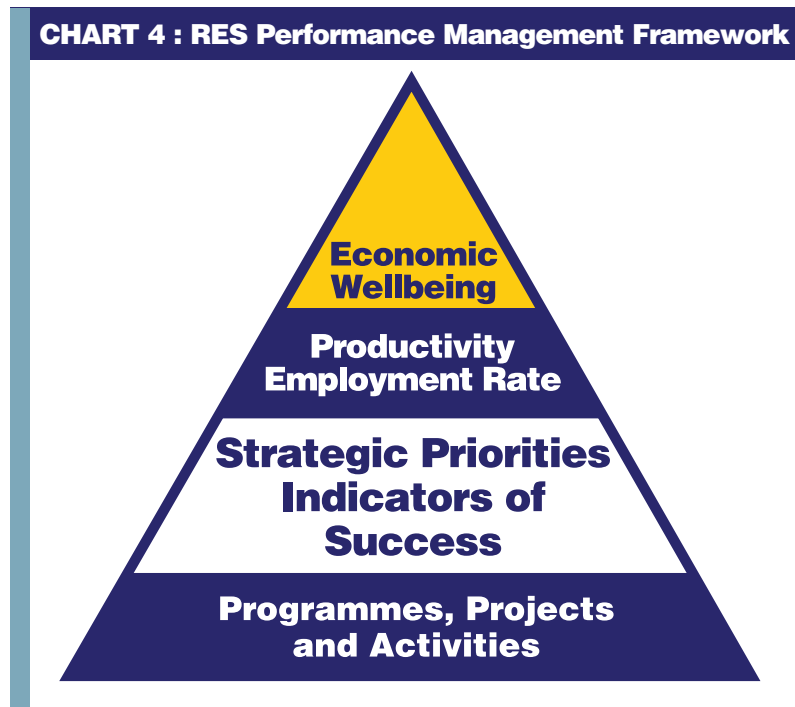 CHART 4 : RES Performance Management Framework
Economic
Wellbeing
Productivity
Employment Rate
Strategic Priorities
Indicators of
Success
Programmes, Projects
and Activities